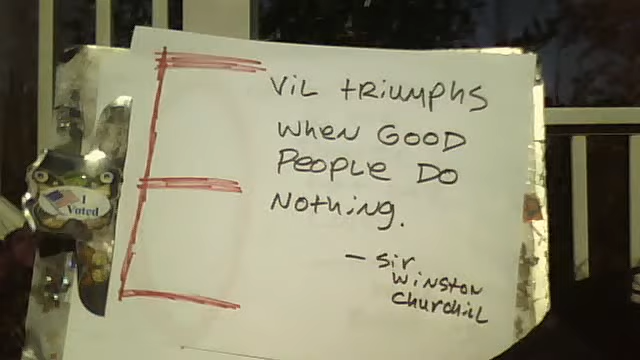 EVIL TRIUMPHS
WHEN GOOD
PEOPLE DO
NOTHING.
— SIR
WINSTON
CHURCHIL
I
Voted